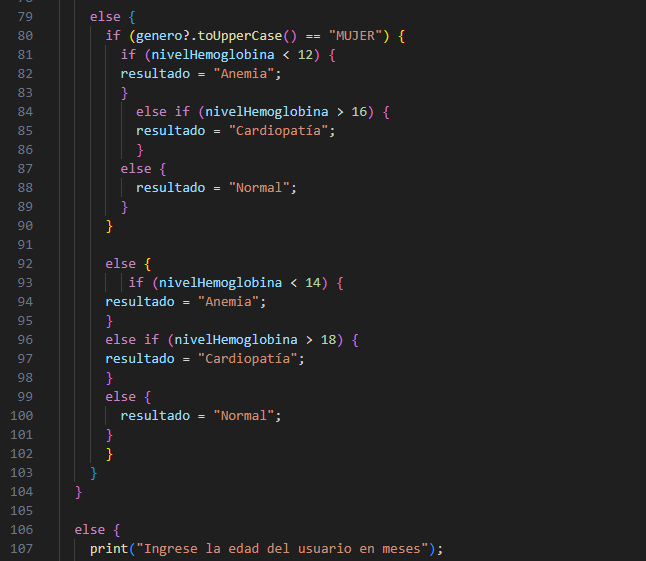 79 else {
80 if (genero?.toUpperCase() == "MUJER") {
81 if (nivelHemoglobina < 12) {
82 resultado = "Anemia";
83 }
84 else if (nivelHemoglobina > 16) {
85 resultado = "Cardiopatía";
86 }
87 else {
88 resultado = "Normal";
89 }
90 }
91
92 else {
93 if (nivelHemoglobina < 14) {
94 resultado = "Anemia";
95 }
96 else if (nivelHemoglobina > 18) {
97 resultado = "Cardiopatía";
98 }
99 else {
100 resultado = "Normal";
101 }
102 }
103 }
104 }
105
106 else {
107 print("Ingrese la edad del usuario en meses");